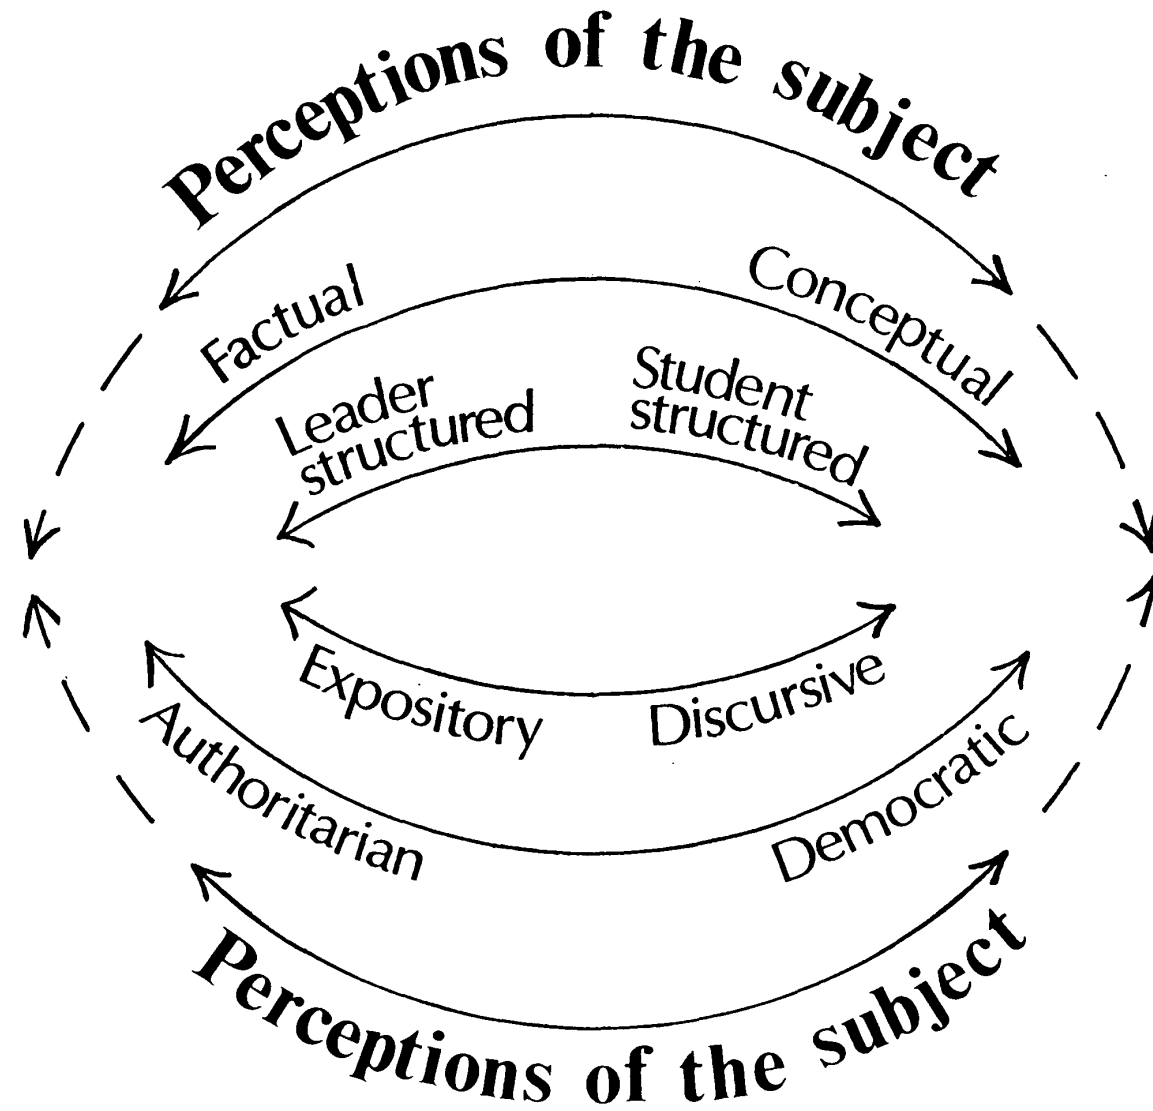 Perceptions of the subject
Factual
Conceptual
Leader
structured
Student
structured
Expository
Discursive
Authoritarian
Democratic
Perceptions of the subject